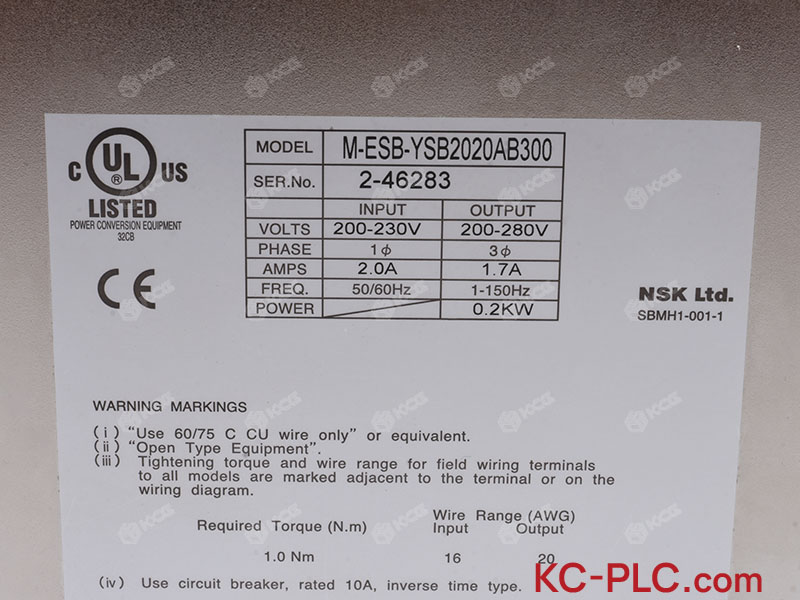 C UL US
®
LISTED
POWER CONVERSION EQUIPMENT
32CB
CE
MODEL M-ESB-YSB2020AB300
SER.No. 2-46283
INPUT OUTPUT
VOLTS 200-230V 200-280V
PHASE 1ϕ 3ϕ
AMPS 2.0A 1.7A
FREQ. 50/60Hz 1-150Hz
POWER 0.2KW
NSK Ltd.
SBMH1-001-1
WARNING MARKINGS
(i) “Use 60/75 C CU wire only” or equivalent.
(ii) “Open Type Equipment”.
(iii) Tightening torque and wire range for field wiring terminals
to all models are marked adjacent to the terminal or on the
wiring diagram.
Wire Range (AWG)
Required Torque (N.m) Input Output
1.0 Nm 16 20
(iv) Use circuit breaker, rated 10A, inverse time type.
KC-PLC.com